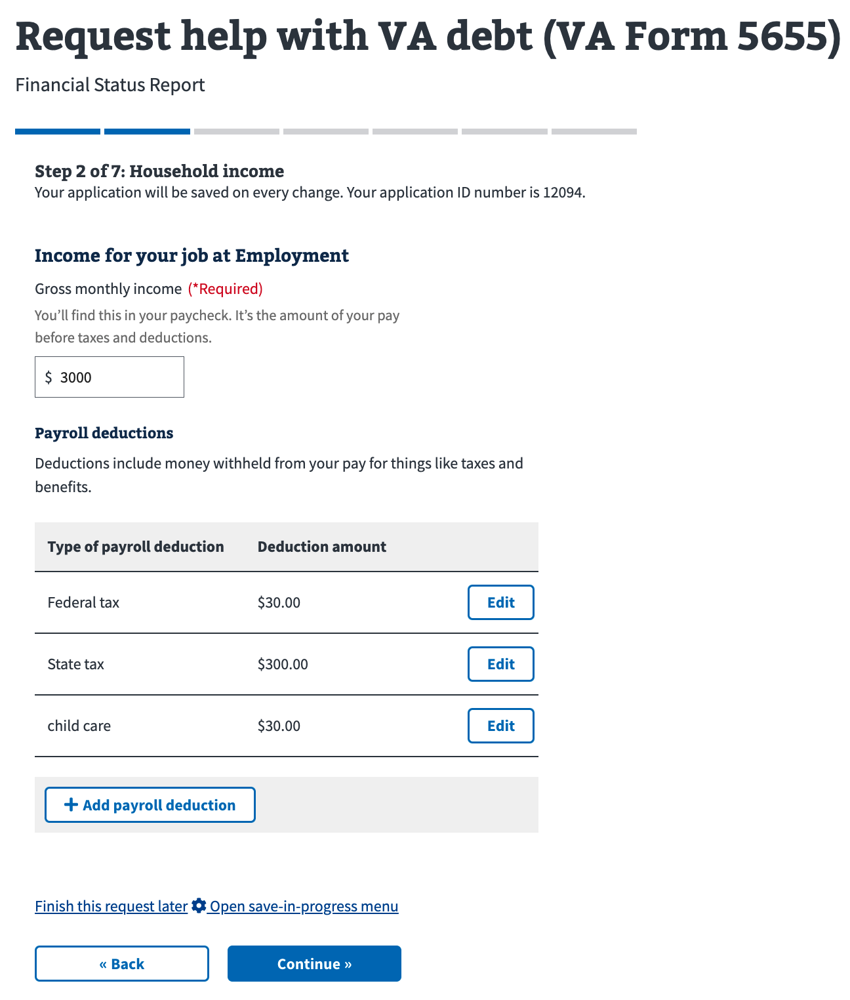 Request help with VA debt (VA Form 5655)
Financial Status Report
Step 2 of 7: Household income
Your application will be saved on every change. Your application ID number is 12094.
Income for your job at Employment
Gross monthly income (*Required)
You’ll find this in your paycheck. It’s the amount of your pay
before taxes and deductions.
$ 3000
Payroll deductions
Deductions include money withheld from your pay for things like taxes and
benefits.
Type of payroll deduction Deduction amount
Federal tax $30.00 Edit
State tax $300.00 Edit
child care $30.00 Edit
+ Add payroll deduction
Finish this request later Open save-in-progress menu
« Back Continue »